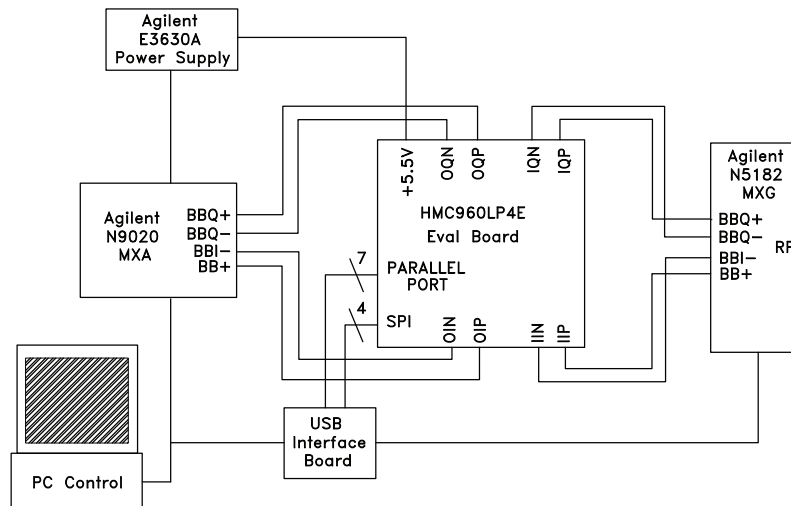 Agilent
E3630A
Power Supply
+5.5V
OQN
OQP
IQN
IQP
Agilent
N9020
MXA
BBQ+
BBQ−
BBI−
BB+
HMC960LP4E
Eval Board
7
PARALLEL
PORT
4
SPI
OIN
OIP
IIN
IIP
Agilent
N5182
MXG
BBQ+
BBQ−
BBI−
BB+
RF
USB
Interface
Board
PC Control